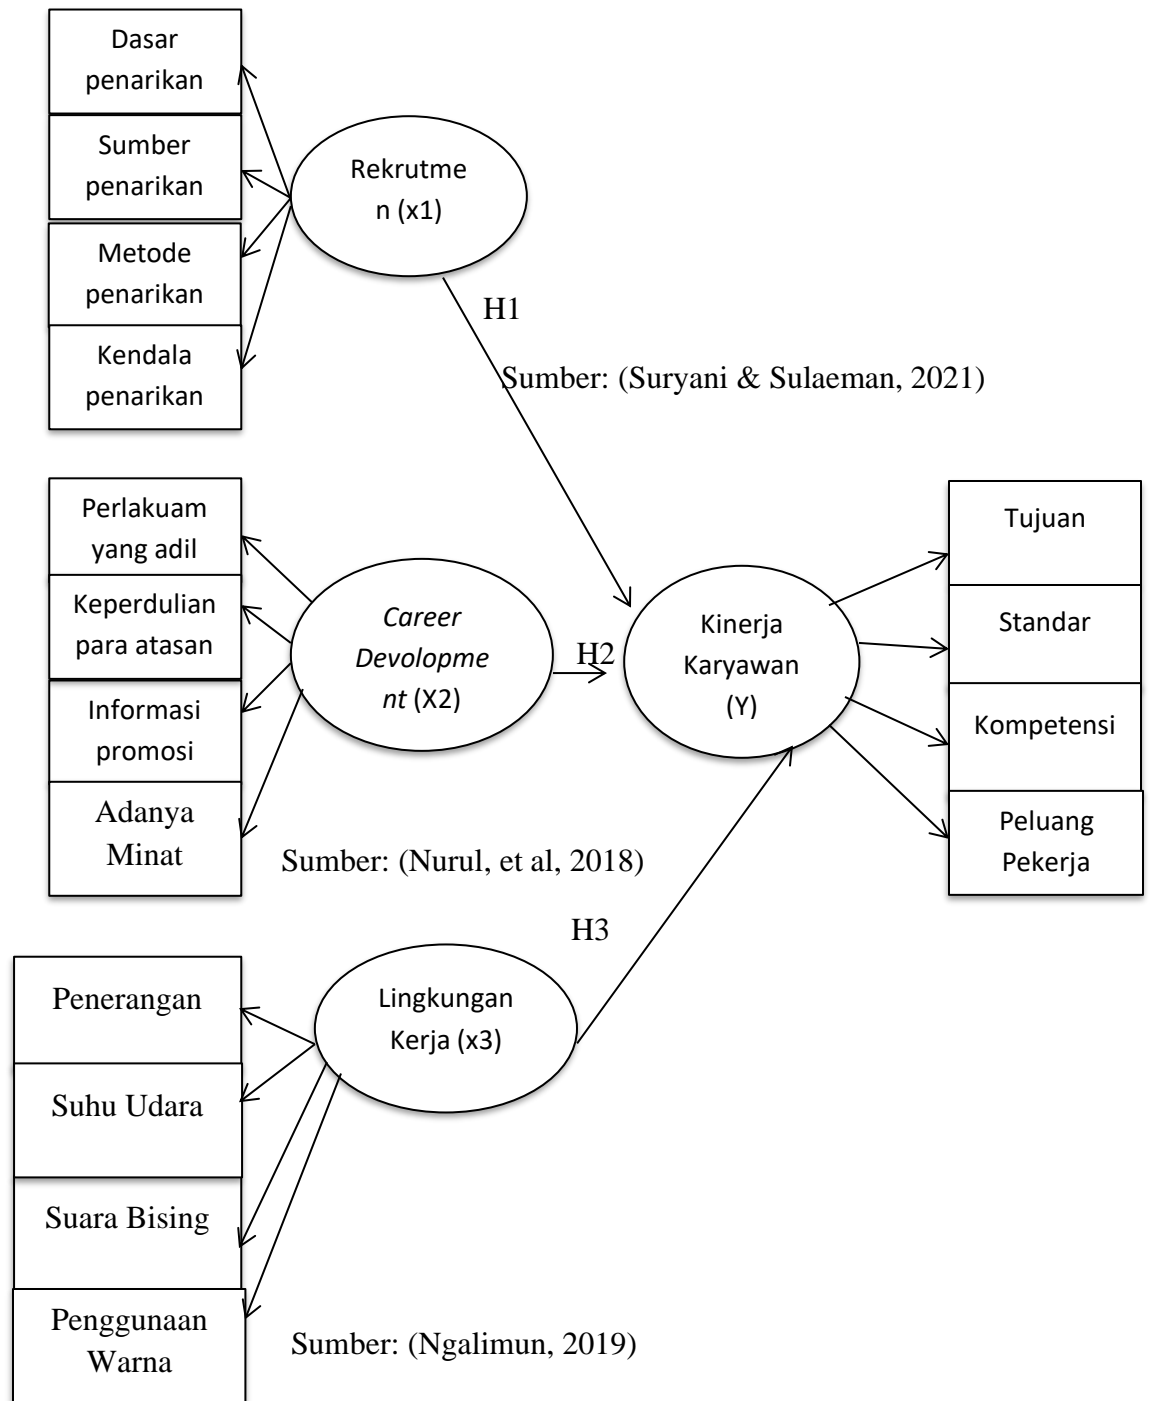 Dasar
penarikan
Sumber
penarikan
Metode
penarikan
Kendala
penarikan
Rekrutme
n (x1)
H1
Sumber: (Suryani & Sulaeman, 2021)
Perlakuam
yang adil
Keperdulian
para atasan
Informasi
promosi
Adanya
Minat
Career
Devolopme
nt (X2)
H2
Kinerja
Karyawan
(Y)
Tujuan
Standar
Kompetensi
Peluang
Pekerja
Sumber: (Nurul, et al, 2018)
H3
Penerangan
Suhu Udara
Suara Bising
Penggunaan
Warna
Lingkungan
Kerja (x3)
Sumber: (Ngalimun, 2019)